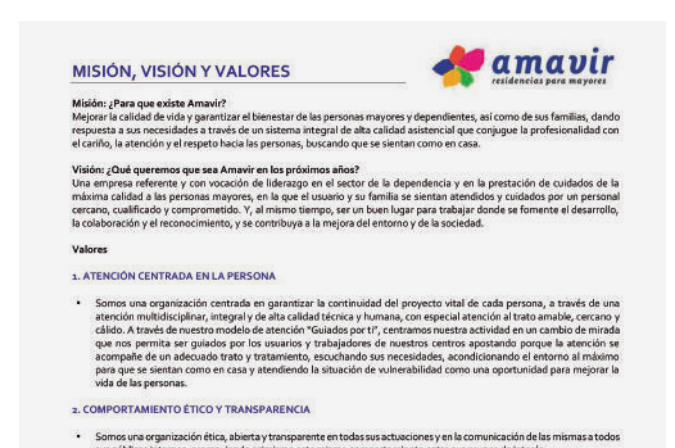 MISIÓN, VISIÓN Y VALORES
amavir
residencias para mayores
Misión: ¿Para que existe Amavir?
Mejorar la calidad de vida y garantizar el bienestar de las personas mayores y dependientes, así como de sus familias, dando
respuesta a sus necesidades a través de un sistema integral de alta calidad asistencial que conjugue la profesionalidad con
el cariño, la atención y el respeto hacia las personas, buscando que se sientan como en casa.
Visión: ¿Qué queremos que sea Amavir en los próximos años?
Una empresa referente y con vocación de liderazgo en el sector de la dependencia y en la prestación de cuidados de la
máxima calidad a las personas mayores, en la que el usuario y su familia se sientan atendidos y cuidados por un personal
cercano, cualificado y comprometido. Y, al mismo tiempo, ser un buen lugar para trabajar donde se fomente el desarrollo,
la colaboración y el reconocimiento, y se contribuya a la mejora del entorno y de la sociedad.
Valores
1. ATENCIÓN CENTRADA EN LA PERSONA
• Somos una organización centrada en garantizar la continuidad del proyecto vital de cada persona, a través de una
atención multidisciplinar, integral y de alta calidad técnica y humana, con especial atención al trato amable, cercano y
cálido. A través de nuestro modelo de atención "Guiados por ti", centramos nuestra actividad en un cambio de mirada
que nos permita ser guiados por los usuarios y trabajadores de nuestros centros apostando porque la atención se
acompañe de un adecuado trato y tratamiento, escuchando sus necesidades, acondicionando el entorno al máximo
para que se sientan como en casa y atendiendo la situación de vulnerabilidad como una oportunidad para mejorar la
vida de las personas.
2. COMPORTAMIENTO ÉTICO Y TRANSPARENCIA
• Somos una organización ética, abierta y transparente en todas sus actuaciones y en la comunicación de las mismas a todos